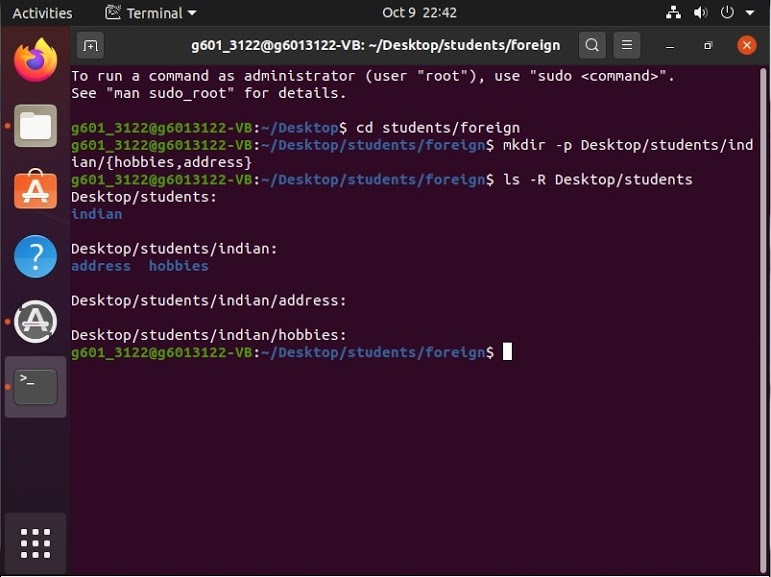 Activities Terminal Oct 9 22:42
g601_3122@g6013122-VB: ~/Desktop/students/foreign
To run a command as administrator (user "root"), use "sudo <command>".
See "man sudo_root" for details.
g601_3122@g6013122-VB:~/Desktop$ cd students/foreign
g601_3122@g6013122-VB:~/Desktop/students/foreign$ mkdir -p Desktop/students/ind
ian/{hobbies,address}
g601_3122@g6013122-VB:~/Desktop/students/foreign$ ls -R Desktop/students
Desktop/students:
indian
Desktop/students/indian:
address  hobbies
Desktop/students/indian/address:
Desktop/students/indian/hobbies:
g601_3122@g6013122-VB:~/Desktop/students/foreign$